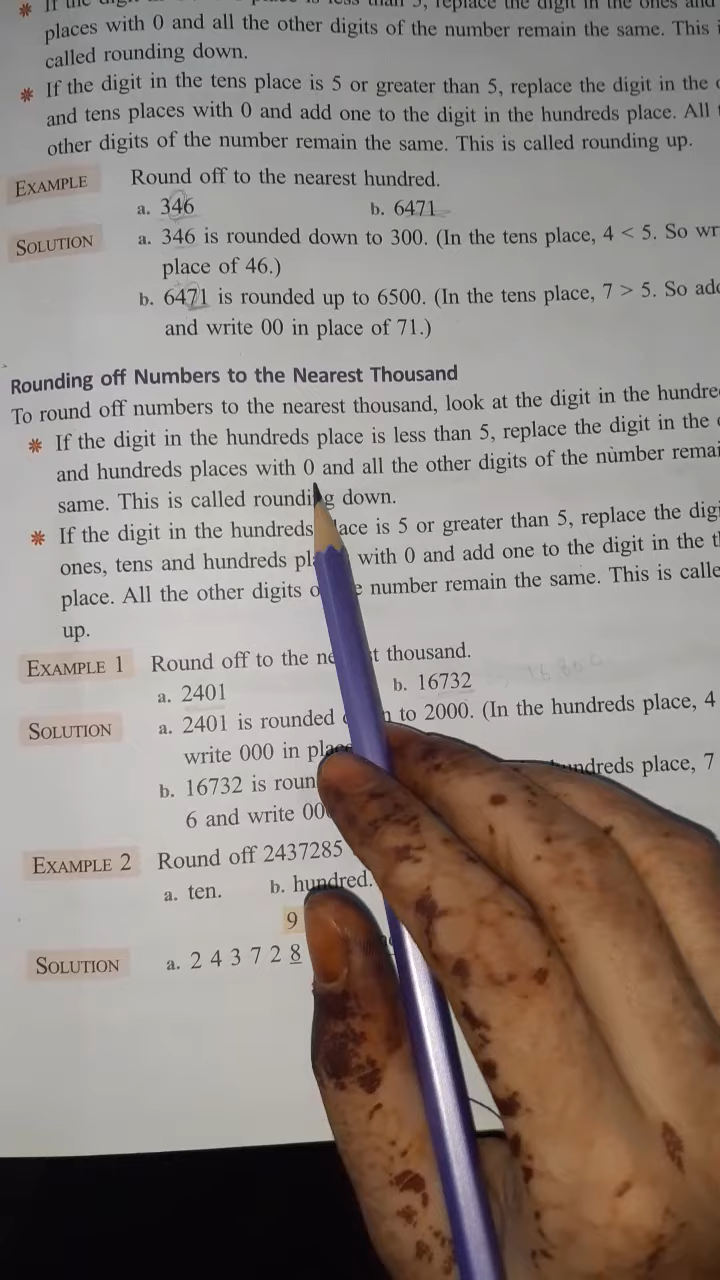 places with 0 and all the other digits of the number remain the same. This
called rounding down.
* If the digit in the tens place is 5 or greater than 5, replace the digit in the
and tens places with 0 and add one to the digit in the hundreds place. All
other digits of the number remain the same. This is called rounding up.
EXAMPLE Round off to the nearest hundred.
a. 346 b. 6471
SOLUTION a. 346 is rounded down to 300. (In the tens place, 4 < 5. So
place of 46.)
b. 6471 is rounded up to 6500. (In the tens place, 7 > 5. So
and write 00 in place of 71.)
Rounding off Numbers to the Nearest Thousand
To round off numbers to the nearest thousand, look at the digit in the
* If the digit in the hundreds place is less than 5, replace the digit in the
and hundreds places with 0 and all the other digits of the number
same. This is called rounding down.
* If the digit in the hundreds is 5 or greater than 5, replace the
ones, tens and hundreds with 0 and add one to the digit in the
place. All the other digits number remain the same. This is
up.
EXAMPLE 1 Round off to the thousand.
a. 2401 b. 16732
SOLUTION a. 2401 is rounded to 2000. (In the hundreds place, 4
write 000 in
b. 16732 is place, 7
6 and write
EXAMPLE 2 Round off 2437285
a. ten. b. hundred.
9
SOLUTION a. 2 4 3 7 2 8